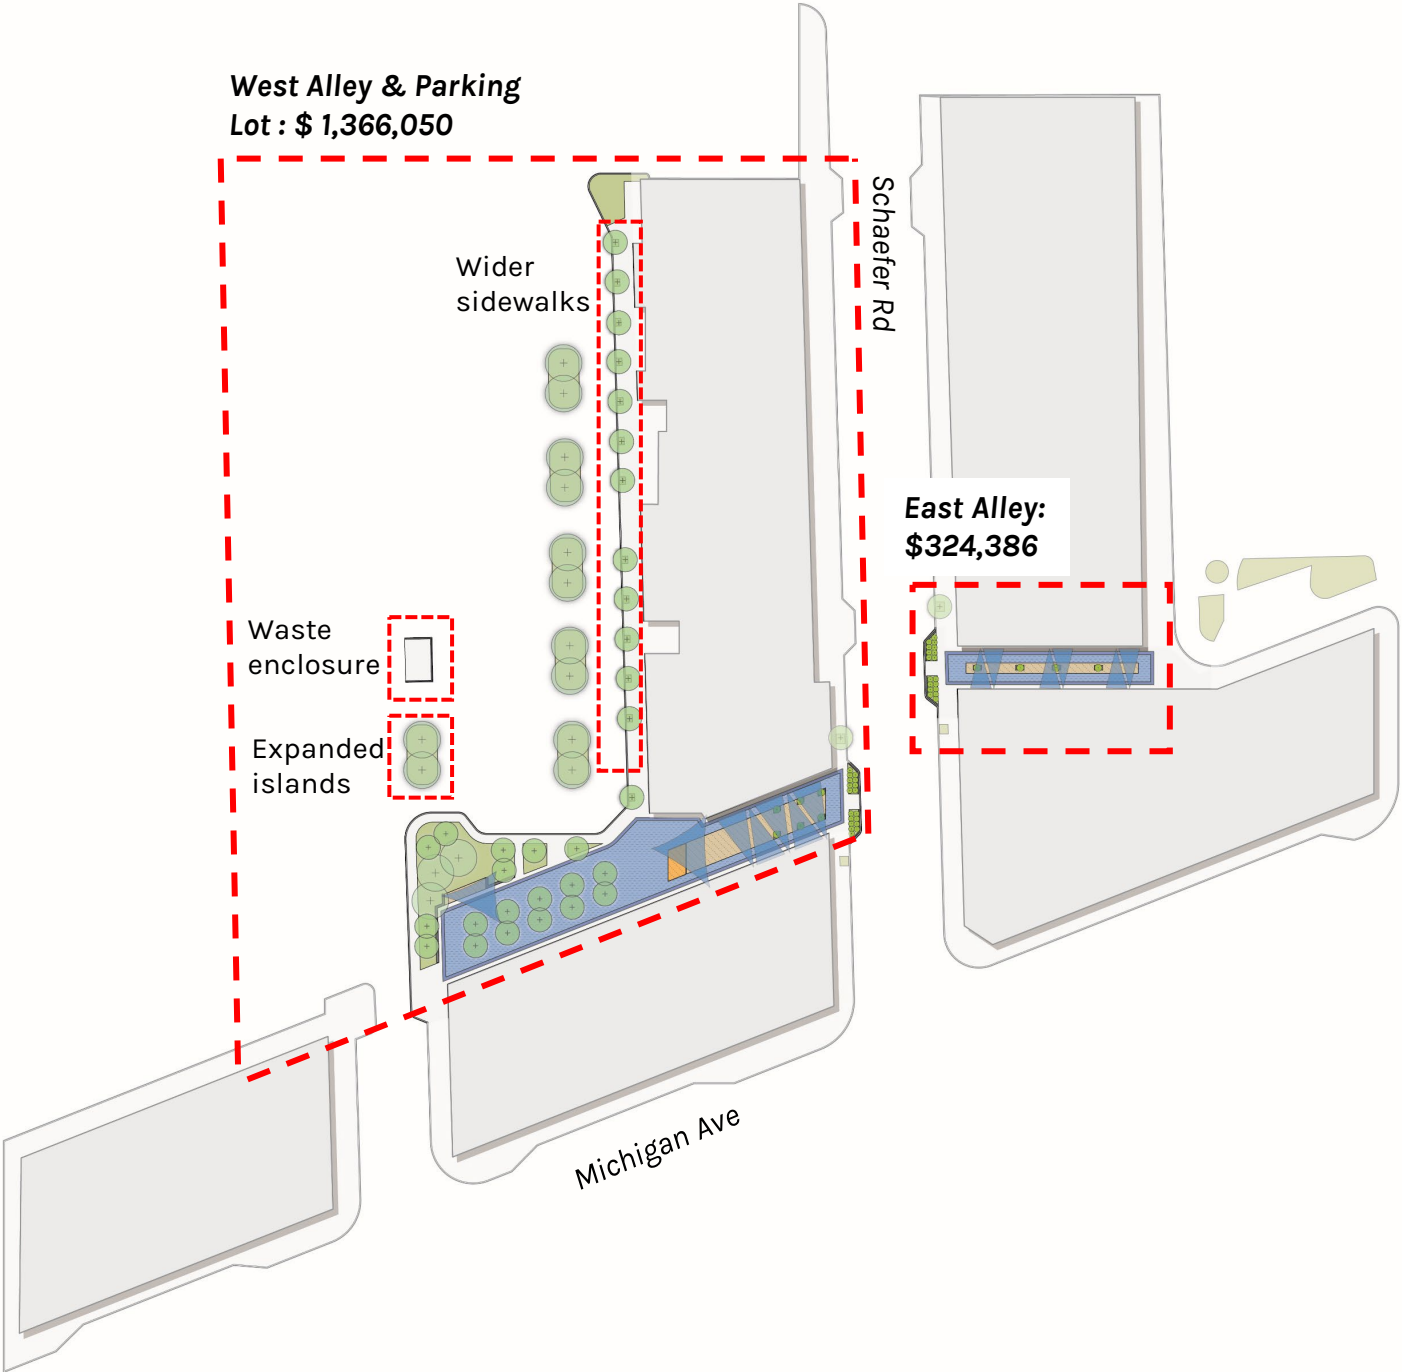 West Alley & Parking
Lot : $ 1,366,050
Schaefer Rd
Wider
sidewalks
East Alley:
$324,386
Waste
enclosure
Expanded
islands
Michigan Ave